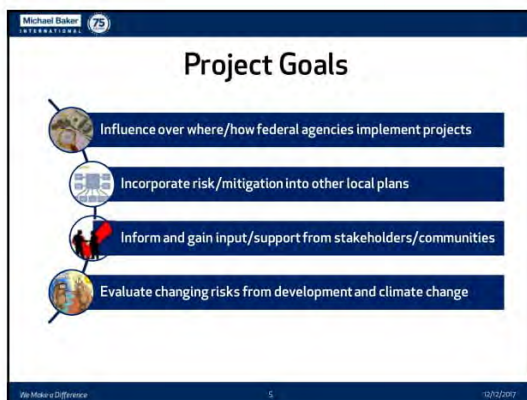 Michael Baker 75
INTERNATIONAL
Project Goals
Influence over where/how federal agencies implement projects
Incorporate risk/mitigation into other local plans
Inform and gain input/support from stakeholders/communities
Evaluate changing risks from development and climate change
We Make a Difference 5 12/12/2017